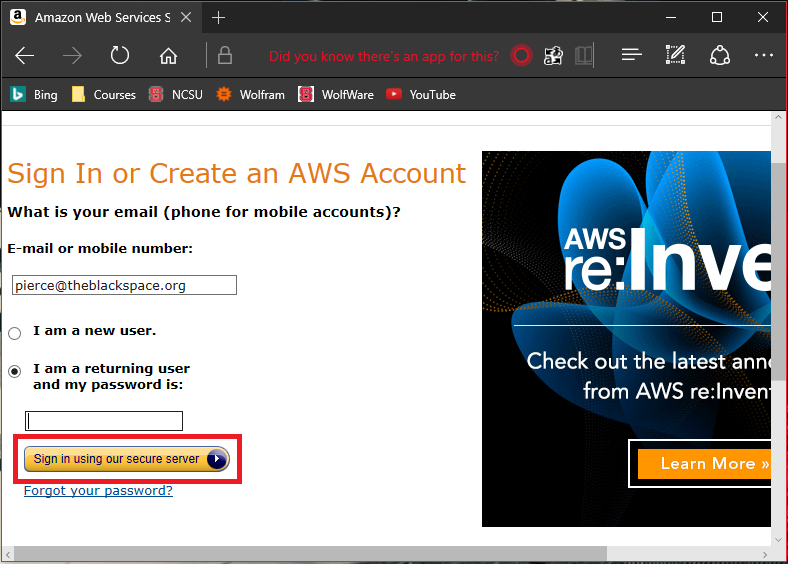 Amazon Web Services S
Did you know there's an app for this?
Bing Courses NCSU Wolfram WolfWare YouTube
Sign In or Create an AWS Account
What is your email (phone for mobile accounts)?
E-mail or mobile number:
pierce@theblackspace.org
I am a new user.
I am a returning user
and my password is:
Sign in using our secure server
Forgot your password?
AWS
re:Inve
Check out the latest anne
from AWS re:Invent
Learn More »